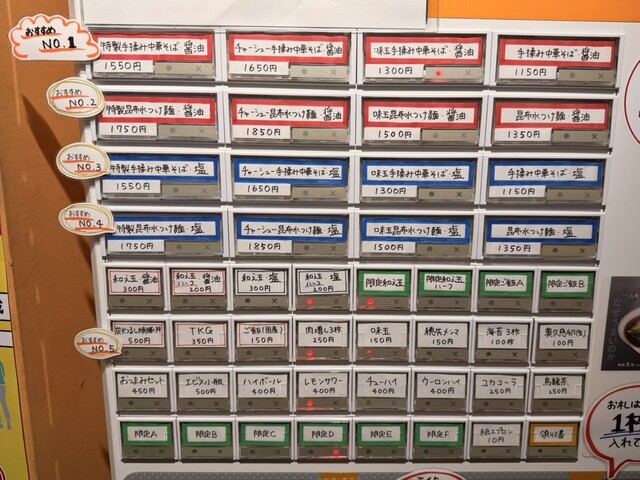 おすすめ
NO.1
特製手揉み中華そば 醤油
1550円
チャーシュー手揉み中華そば 醤油
1650円
味玉手揉み中華そば 醤油
1300円
手揉み中華そば 醤油
1150円
おすすめ
NO.2
特製昆布水つけ麺・醤油
1750円
チャーシュー昆布水つけ麺・醤油
1850円
味玉昆布水つけ麺・醤油
1500円
昆布水つけ麺・醤油
1350円
おすすめ
NO.3
特製手揉み中華そば・塩
1550円
チャーシュー手揉み中華そば・塩
1650円
味玉手揉み中華そば・塩
1300円
手揉み中華そば・塩
1150円
おすすめ
NO.4
特製昆布水つけ麺・塩
1750円
チャーシュー昆布水つけ麺・塩
1850円
味玉昆布水つけ麺・塩
1500円
昆布水つけ麺・塩
1350円
和え玉 醤油
300円
和え玉 醤油
ハーフ 200円
和え玉 塩
300円
和え玉 塩
ハーフ 200円
限定和え玉
限定和え玉
ハーフ
限定ご飯A
限定ご飯B
おすすめ
NO.5
500円
TKG
350円
ご飯(国産)
150円
肉増し3枚
250円
味玉
150円
穂先メンマ
150円
海苔3枚
100円
100円
おつまみセット
450円
500円
ハイボール
400円
レモンサワー
400円
チューハイ
400円
ウーロンハイ
400円
コカコーラ
250円
烏龍茶
250円
限定A
限定B
限定C
限定D
限定E
限定F
紙エプロン
10円
領収書
お札は
1枚
入れて